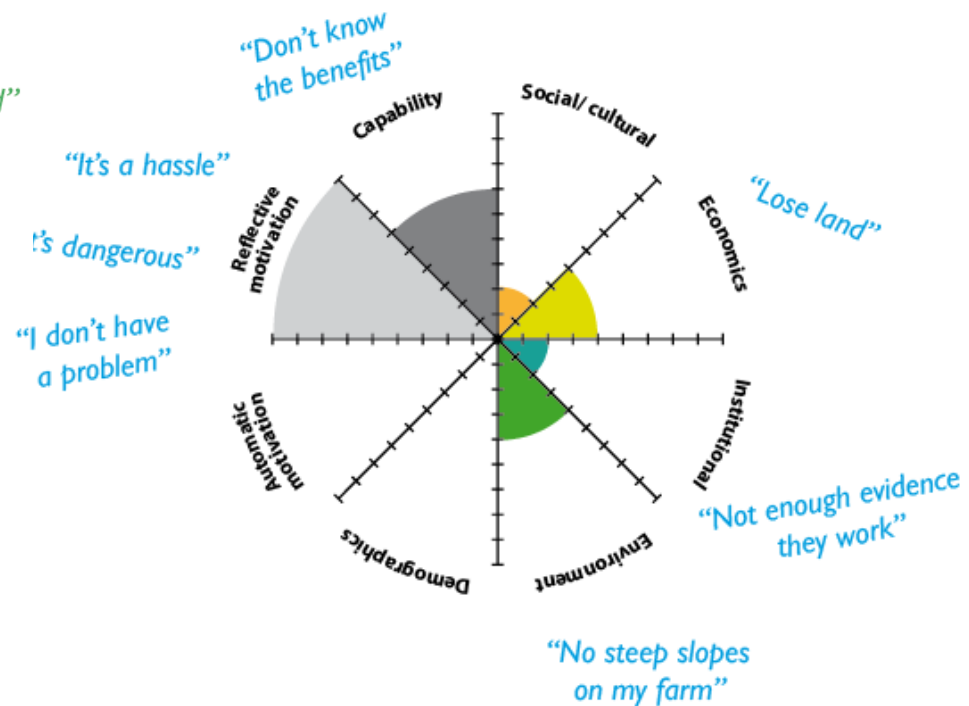 “Don’t know
the benefits”
Capability
Social/ cultural
“It’s a hassle”
Reflective
motivation
“Lose land”
Economics
dangerous”
“I don’t have
a problem”
Automatic
motivation
Institutional
“Not enough evidence
they work”
Demographics
Environment
“No steep slopes
on my farm”